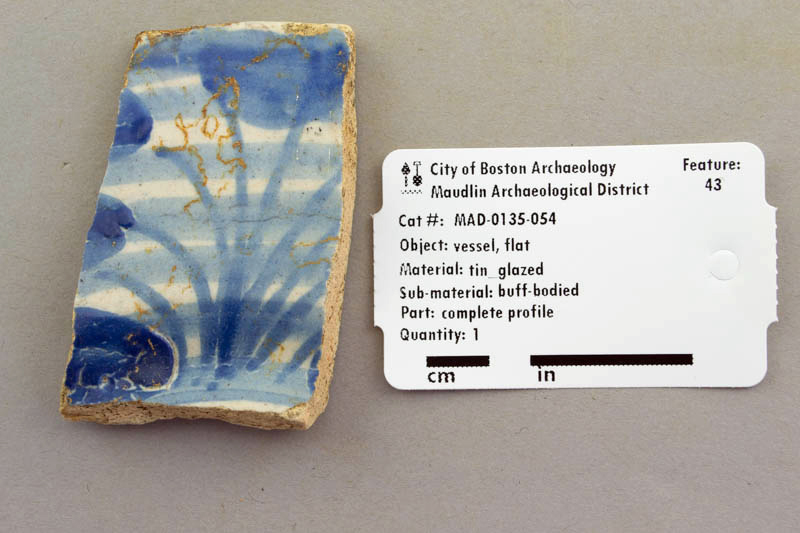 City of Boston Archaeology
Maudlin Archaeological District
Feature:
43
Cat #: MAD-0135-054
Object: vessel, flat
Material: tin_glazed
Sub-material: buff-bodied
Part: complete profile
Quantity: 1
cm in